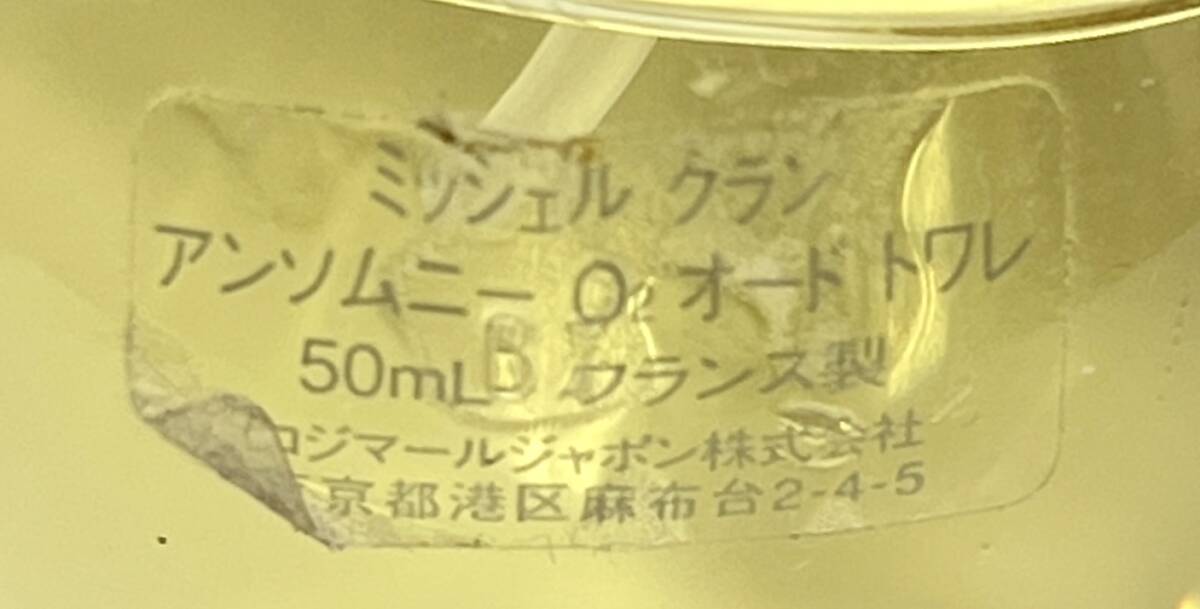 ミッシェル クラン
アンソムニー O₂ オード トワレ
50mL フランス製
コジマールジャポン株式会社
京都港区麻布台2-4-5